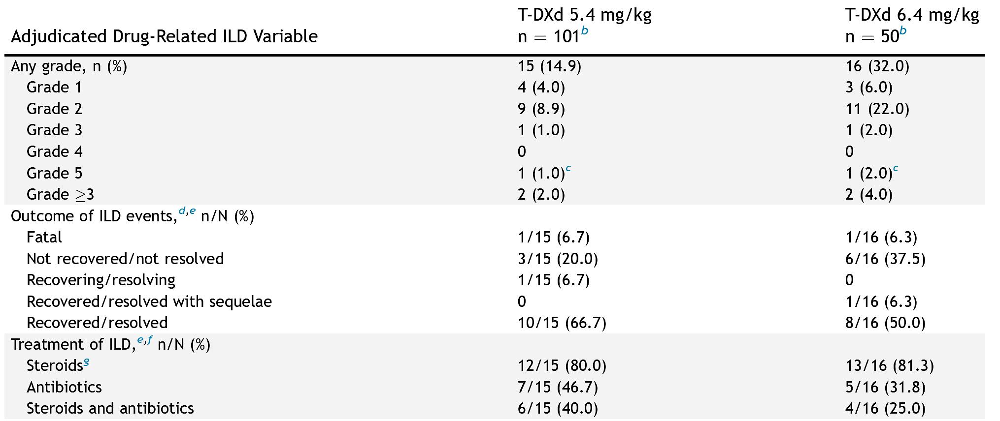 T-DXd 5.4 mg/kg T-DXd 6.4 mg/kg
Adjudicated Drug-Related ILD Variable n = 101b n = 50b
Any grade, n (%) 15 (14.9) 16 (32.0)
Grade 1 4 (4.0) 3 (6.0)
Grade 2 9 (8.9) 11 (22.0)
Grade 3 1 (1.0) 1 (2.0)
Grade 4 0 0
Grade 5 1 (1.0)c 1 (2.0)c
Grade ≥3 2 (2.0) 2 (4.0)
Outcome of ILD events,d,e n/N (%)
Fatal 1/15 (6.7) 1/16 (6.3)
Not recovered/not resolved 3/15 (20.0) 6/16 (37.5)
Recovering/resolving 1/15 (6.7) 0
Recovered/resolved with sequelae 0 1/16 (6.3)
Recovered/resolved 10/15 (66.7) 8/16 (50.0)
Treatment of ILD,e,f n/N (%)
Steroidsg 12/15 (80.0) 13/16 (81.3)
Antibiotics 7/15 (46.7) 5/16 (31.8)
Steroids and antibiotics 6/15 (40.0) 4/16 (25.0)